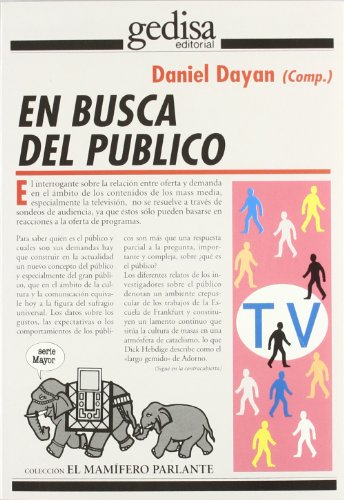 gedisa
editorial
Daniel Dayan (Comp.)
EN BUSCA
DEL PUBLICO
El interrogante sobre la relación entre oferta y demanda
en el ámbito de los contenidos de los mass media,
especialmente la televisión, no se resuelve a través de
sondeos de audiencia, ya que éstos sólo pueden basarse en
reacciones a la oferta de programas.
Para saber quién es el público y
cuales son sus demandas hay
que construir en la actualidad
un nuevo concepto del público y
especialmente del gran públi-
co, que en el ámbito de la cultu-
ra y la comunicación equiva-
le hoy a la figura del sufragio
universal. Los datos sobre los
gustos, las expectativas o los
comportamientos de los públi-
cos son más que una respuesta
parcial a la pregunta, impor-
tante y compleja, sobre ¿qué es
el público?
Los diferentes relatos de los in-
vestigadores sobre el público
denotan un ambiente crepus-
cular de los trabajos de la Es-
cuela de Frankfurt y constitu-
yen un lamento continuo que
sitúa la cultura de masas en una
atmósfera de cataclismo, lo que
Dick Hebdige describe como el
«largo gemido» de Adorno.
(Sigue en la contracubierta)
TV
serie
Mayor
COLECCIÓN EL MAMÍFERO PARLANTE